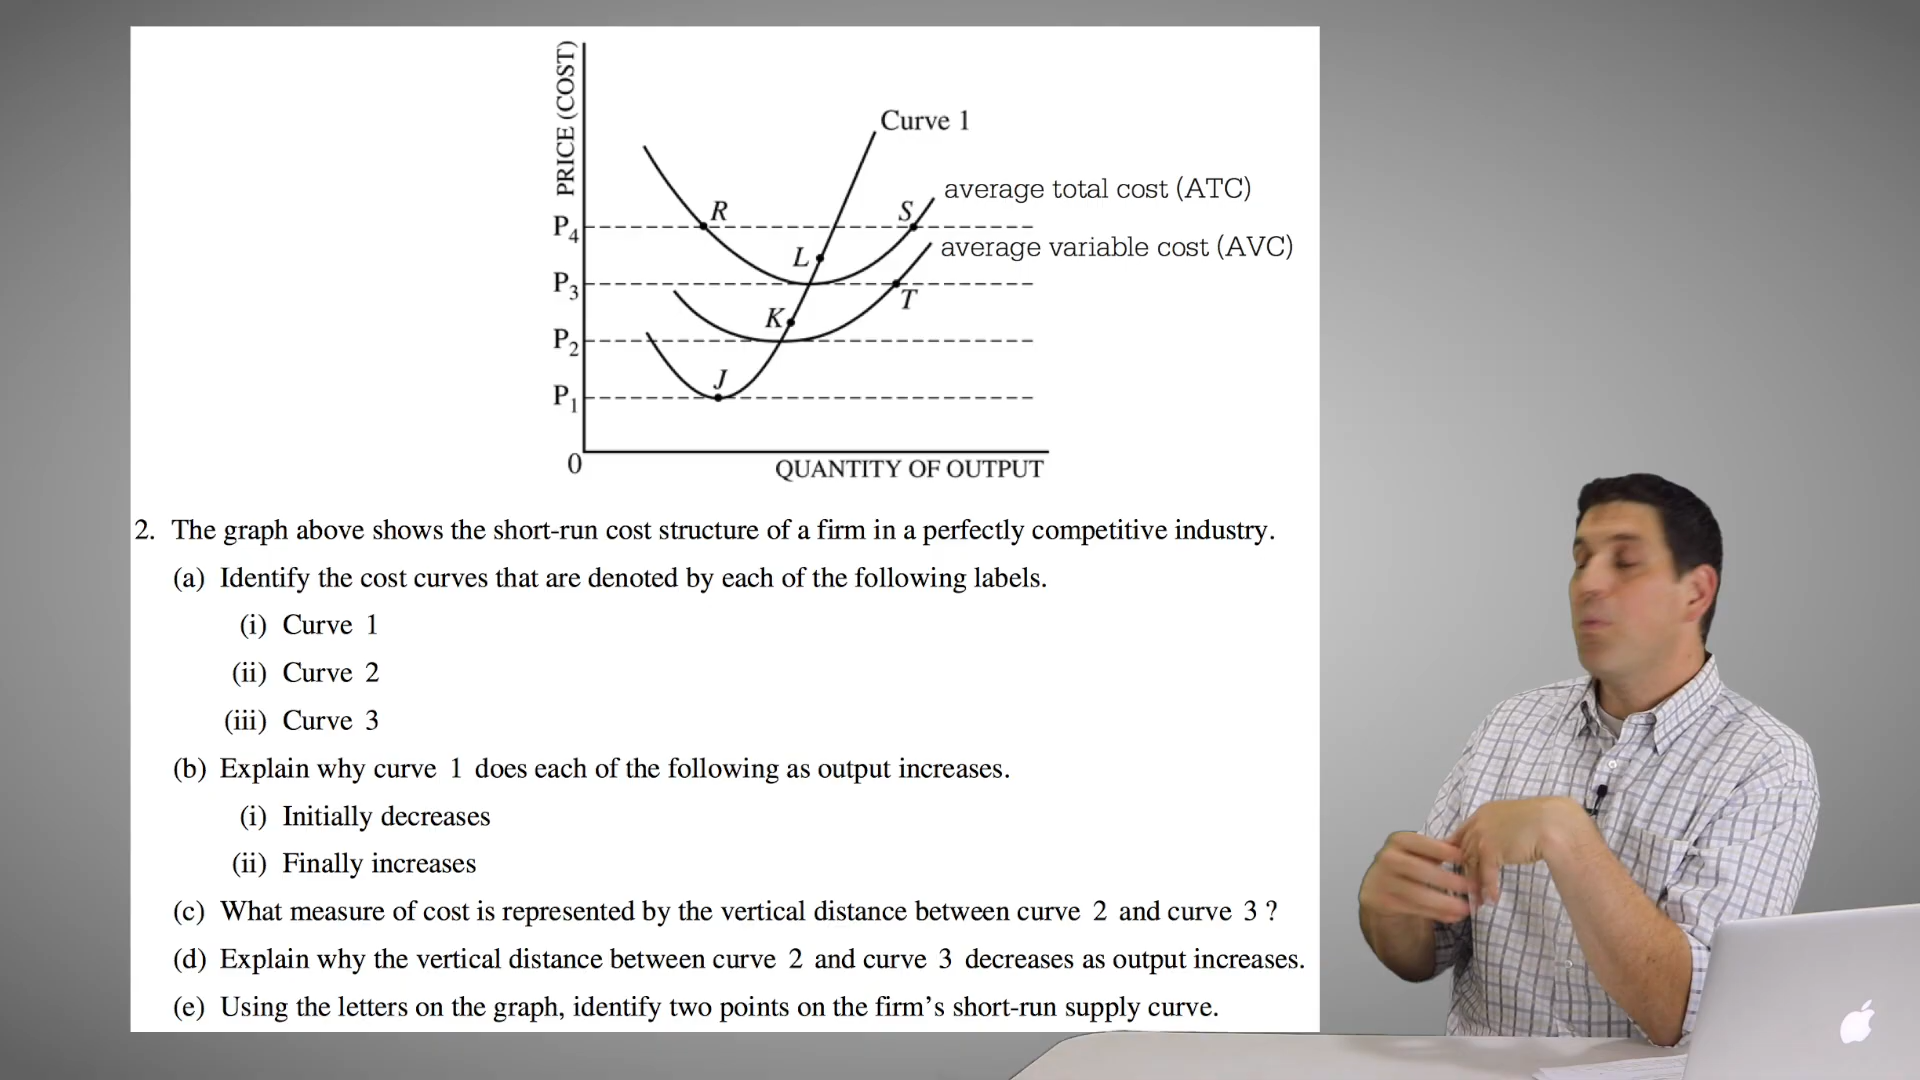 PRICE (COST)
Curve 1
average total cost (ATC)
R
S
P4
average variable cost (AVC)
L
P3
T
K
P2
J
P1
0
QUANTITY OF OUTPUT
2. The graph above shows the short-run cost structure of a firm in a perfectly competitive industry.
(a) Identify the cost curves that are denoted by each of the following labels.
(i) Curve 1
(ii) Curve 2
(iii) Curve 3
(b) Explain why curve 1 does each of the following as output increases.
(i) Initially decreases
(ii) Finally increases
(c) What measure of cost is represented by the vertical distance between curve 2 and curve 3 ?
(d) Explain why the vertical distance between curve 2 and curve 3 decreases as output increases.
(e) Using the letters on the graph, identify two points on the firm's short-run supply curve.